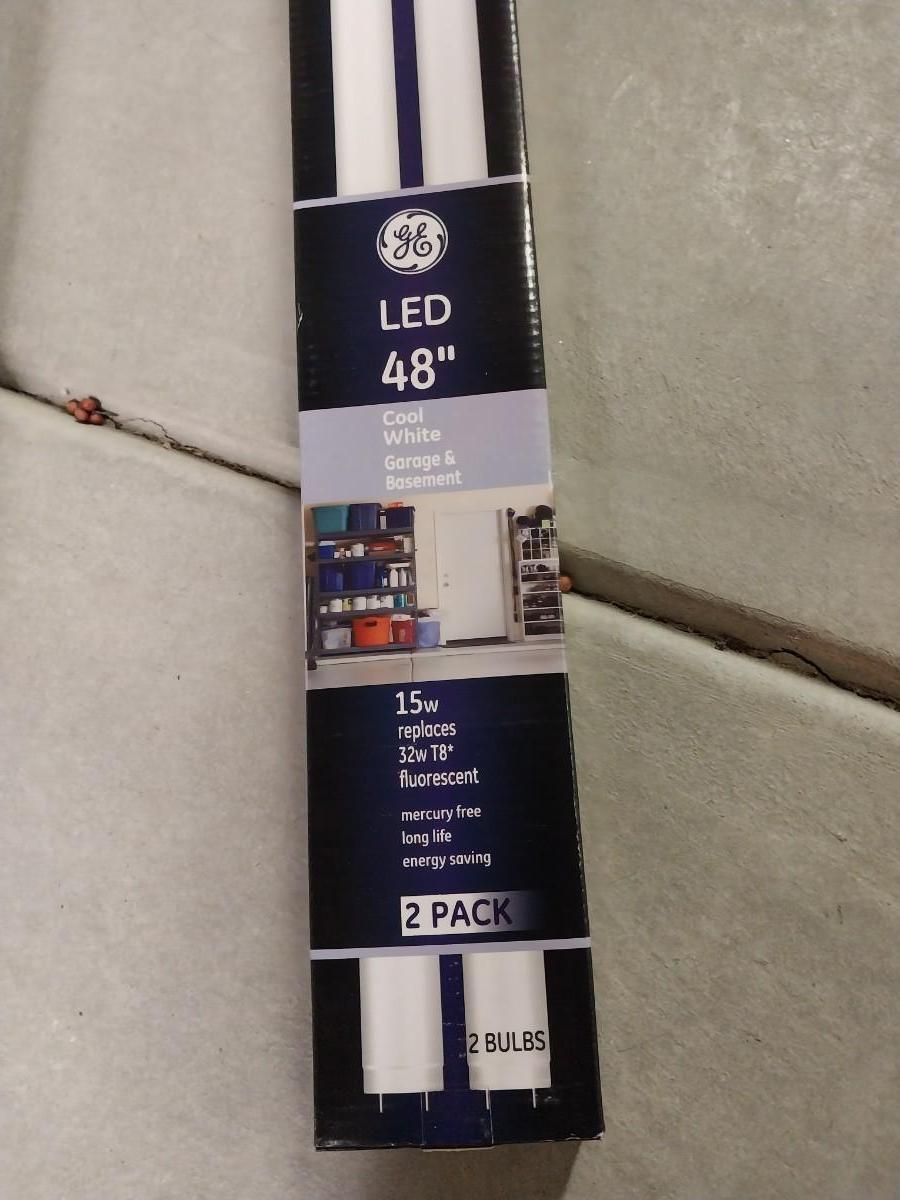 GE
LED
48"
Cool
White
Garage &
Basement
15w
replaces
32w T8*
fluorescent
mercury free
long life
energy saving
2 PACK
2 BULBS